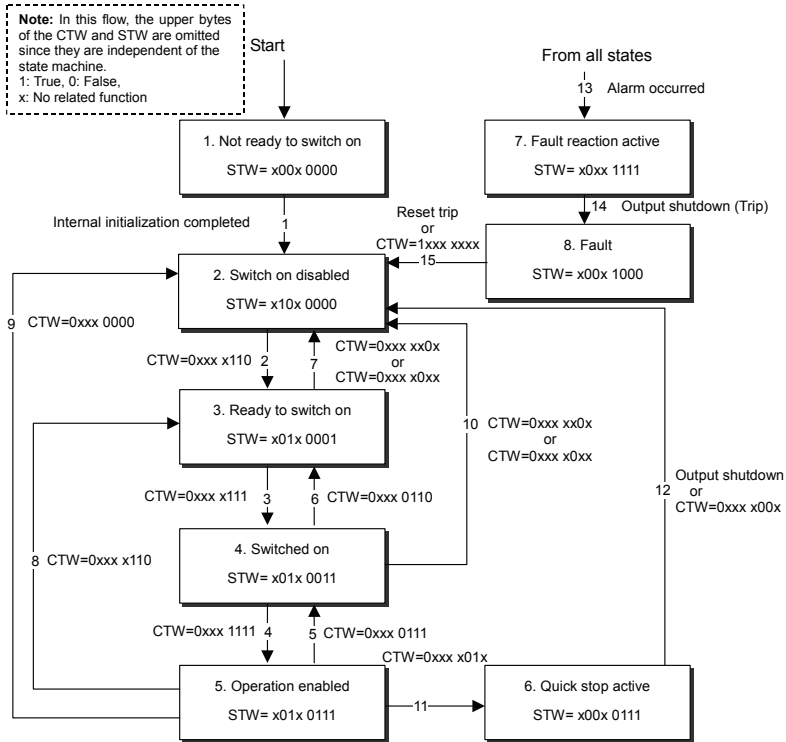 Note: In this flow, the upper bytes
of the CTW and STW are omitted
since they are independent of the
state machine.
1: True, 0: False,
x: No related function
Start
From all states
13 Alarm occurred
1. Not ready to switch on
STW= x00x 0000
7. Fault reaction active
STW= x0xx 1111
Internal initialization completed
1
14 Output shutdown (Trip)
Reset trip
or
CTW=1xxx xxxx
15
8. Fault
STW= x00x 1000
2. Switch on disabled
STW= x10x 0000
9 CTW=0xxx 0000
CTW=0xxx x110 2
7
CTW=0xxx xx0x
or
CTW=0xxx x0xx
3. Ready to switch on
STW= x01x 0001
10 CTW=0xxx xx0x
or
CTW=0xxx x0xx
12
Output shutdown
or
CTW=0xxx x00x
CTW=0xxx x111 3
6 CTW=0xxx 0110
4. Switched on
STW= x01x 0011
8 CTW=0xxx x110
CTW=0xxx 1111 4
5 CTW=0xxx 0111
CTW=0xxx x01x
5. Operation enabled
STW= x01x 0111
11
6. Quick stop active
STW= x00x 0111